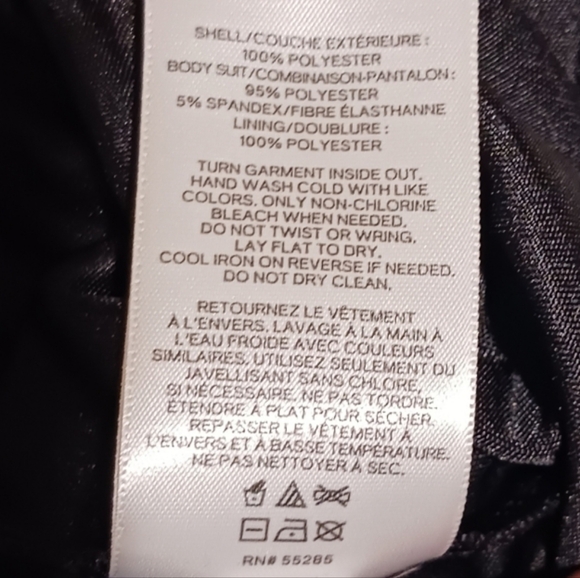 SHELL/COUCHE EXTÉRIEURE :
100% POLYESTER
BODY SUIT/COMBINAISON-PANTALON :
95% POLYESTER
5% SPANDEX/FIBRE ÉLASTHANNE
LINING/DOUBLURE :
100% POLYESTER
TURN GARMENT INSIDE OUT.
HAND WASH COLD WITH LIKE
COLORS. ONLY NON-CHLORINE
BLEACH WHEN NEEDED.
DO NOT TWIST OR WRING.
LAY FLAT TO DRY.
COOL IRON ON REVERSE IF NEEDED.
DO NOT DRY CLEAN.
RETOURNEZ LE VÊTEMENT
À L'ENVERS. LAVAGE À LA MAIN À
L'EAU FROIDE AVEC COULEURS
SIMILAIRES. UTILISEZ SEULEMENT DU
JAVELLISANT SANS CHLORE,
SI NÉCESSAIRE. NE PAS TORDRE.
ÉTENDRE À PLAT POUR SÉCHER.
REPASSER LE VÊTEMENT À
L'ENVERS ET À BASSE TEMPÉRATURE.
NE PAS NETTOYER À SEC.
RN# 55285